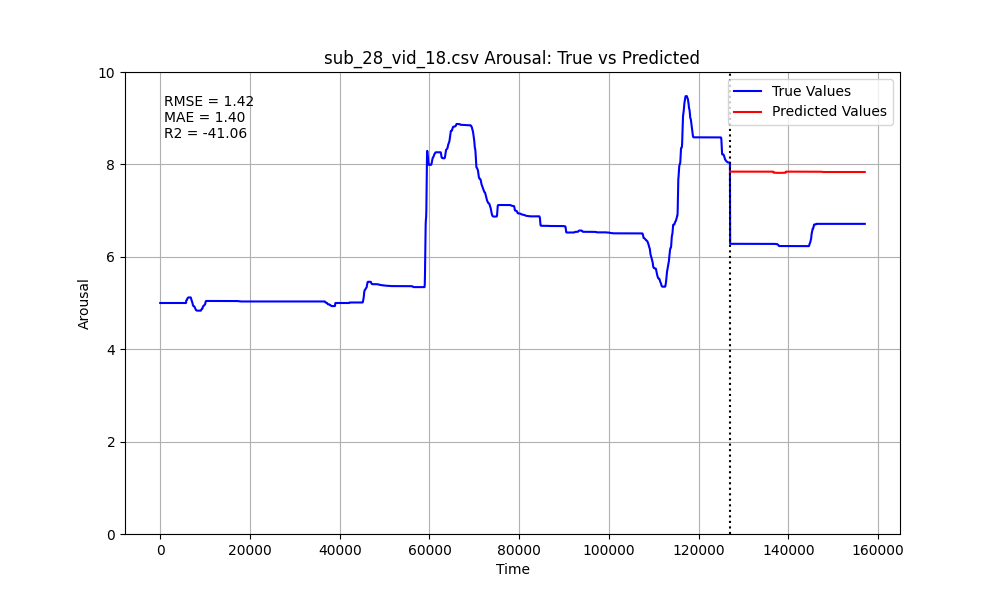 sub_28_vid_18.csv Arousal: True vs Predicted
RMSE = 1.42
MAE = 1.40
R2 = -41.06
True Values
Predicted Values
10
8
6
4
2
0
Arousal
0 20000 40000 60000 80000 100000 120000 140000 160000
Time